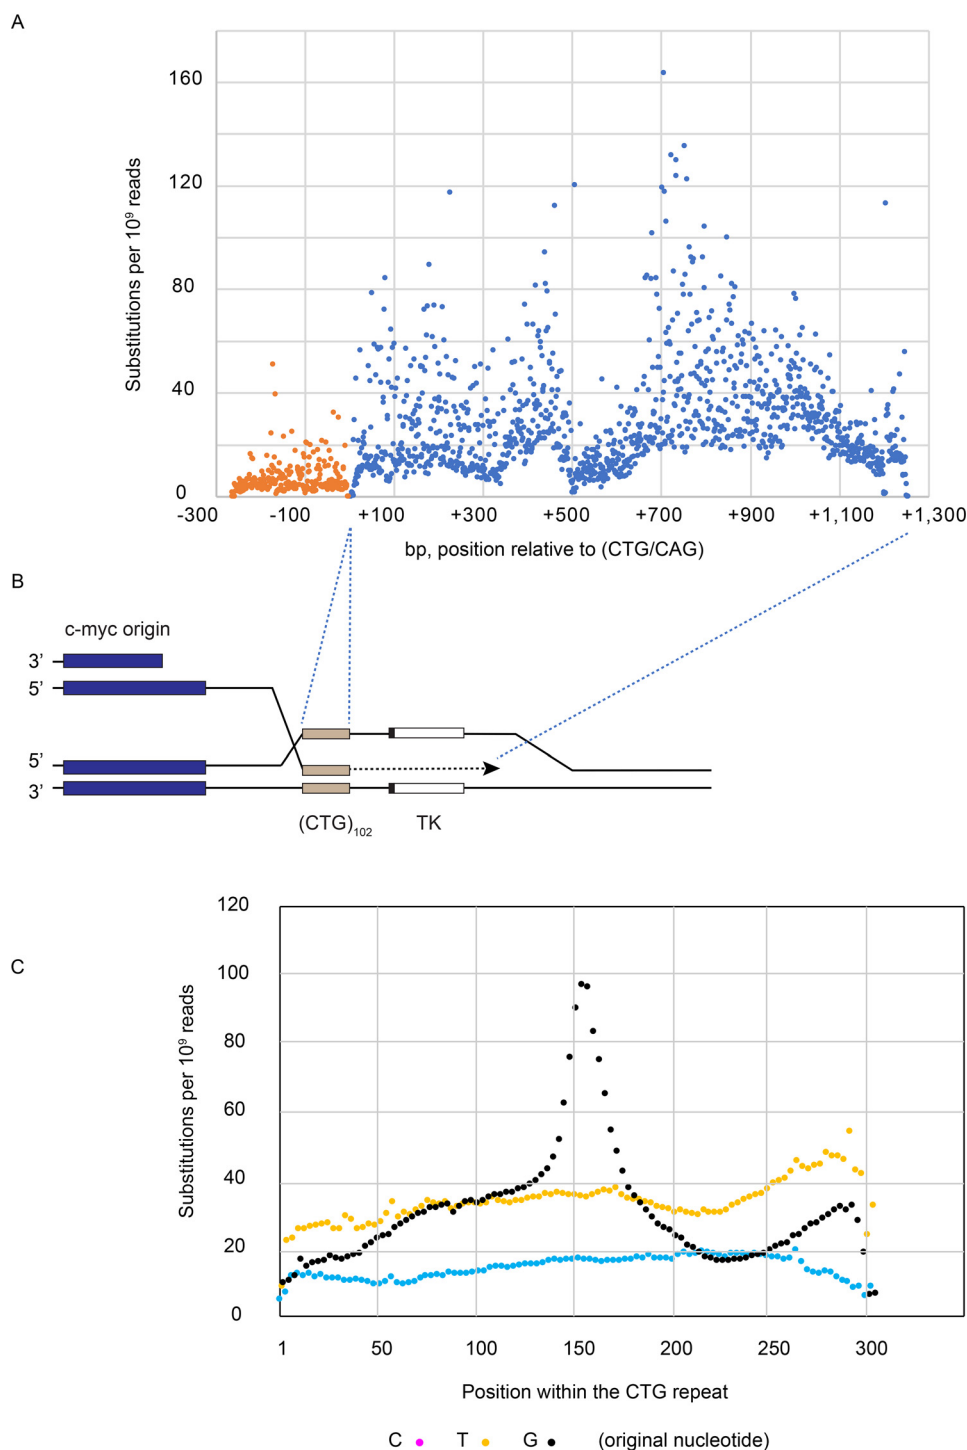 A
Substitutions per 10⁹ reads
160
120
80
40
0
-300 -100 +100 +300 +500 +700 +900 +1,100 +1,300
bp, position relative to (CTG/CAG)
B
c-myc origin
3’
5’
5’
3’
(CTG)₁₀₂ TK
C
Substitutions per 10⁹ reads
120
100
80
60
40
20
0
1 50 100 150 200 250 300
Position within the CTG repeat
C T G (original nucleotide)